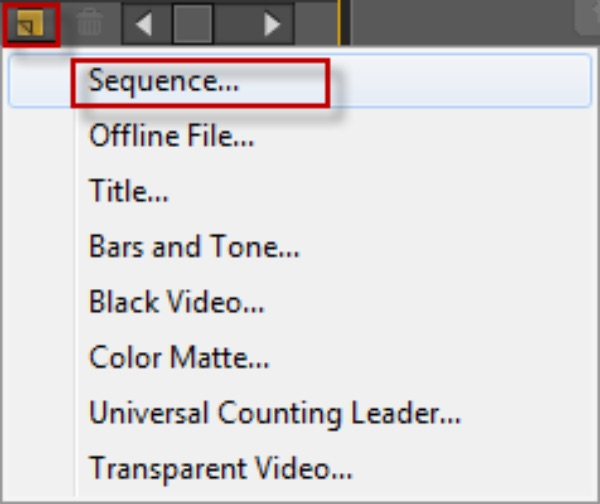 Sequence...
Offline File...
Title...
Bars and Tone...
Black Video...
Color Matte...
Universal Counting Leader...
Transparent Video...